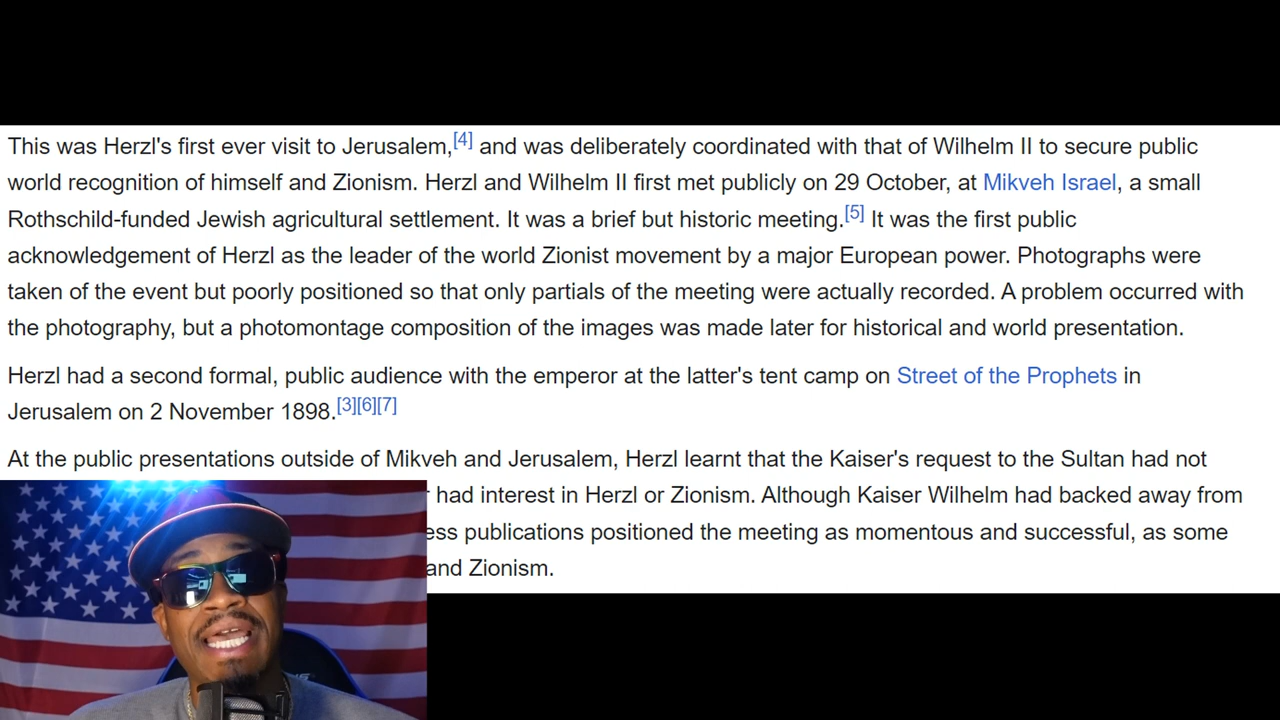 This was Herzl's first ever visit to Jerusalem,[4] and was deliberately coordinated with that of Wilhelm II to secure public
world recognition of himself and Zionism. Herzl and Wilhelm II first met publicly on 29 October, at Mikveh Israel, a small
Rothschild-funded Jewish agricultural settlement. It was a brief but historic meeting.[5] It was the first public
acknowledgement of Herzl as the leader of the world Zionist movement by a major European power. Photographs were
taken of the event but poorly positioned so that only partials of the meeting were actually recorded. A problem occurred with
the photography, but a photomontage composition of the images was made later for historical and world presentation.
Herzl had a second formal, public audience with the emperor at the latter's tent camp on Street of the Prophets in
Jerusalem on 2 November 1898.[3][6][7]
At the public presentations outside of Mikveh and Jerusalem, Herzl learnt that the Kaiser's request to the Sultan had not
had interest in Herzl or Zionism. Although Kaiser Wilhelm had backed away from
publications positioned the meeting as momentous and successful, as some
and Zionism.